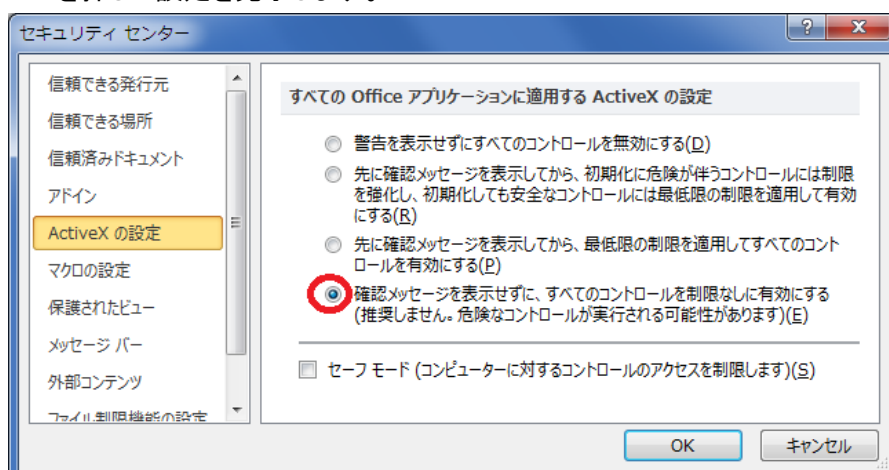 セキュリティ センター
信頼できる発行元
信頼できる場所
信頼済みドキュメント
アドイン
ActiveX の設定
マクロの設定
保護されたビュー
メッセージ バー
外部コンテンツ
ファイル制限機能の設定
すべての Office アプリケーションに適用する ActiveX の設定
警告を表示せずにすべてのコントロールを無効にする(D)
先に確認メッセージを表示してから、初期化に危険が伴うコントロールには制限
を強化し、初期化しても安全なコントロールには最低限の制限を適用して有効
にする(R)
先に確認メッセージを表示してから、最低限の制限を適用してすべてのコント
ロールを有効にする(P)
確認メッセージを表示せずに、すべてのコントロールを制限なしに有効にする
(推奨しません。危険なコントロールが実行される可能性があります)(E)
セーフ モード (コンピューターに対するコントロールのアクセスを制限します)(S)
OK
キャンセル